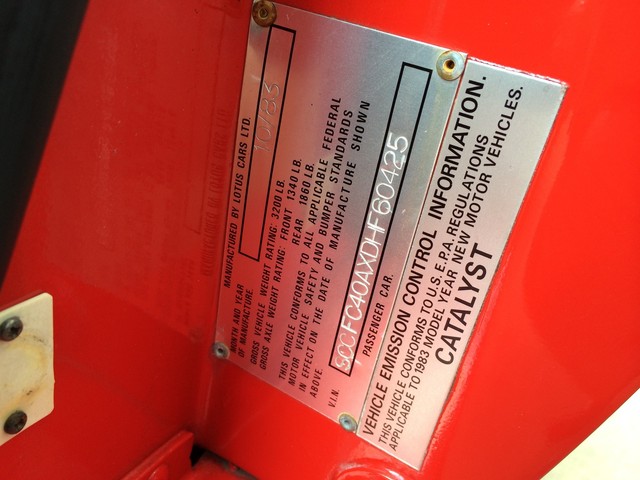 MANUFACTURED BY LOTUS CARS LTD.
MONTH AND YEAR
OF MANUFACTURE. 10/83
GROSS VEHICLE WEIGHT RATING: 3200 LB.
GROSS AXLE WEIGHT RATING: FRONT 1340 LB.
REAR 1860 LB.
THIS VEHICLE CONFORMS TO ALL APPLICABLE FEDERAL
MOTOR VEHICLE SAFETY AND BUMPER STANDARDS
IN EFFECT ON THE DATE OF MANUFACTURE SHOWN
ABOVE.
V.I.N. SCCFC40AXDHF60425
PASSENGER CAR.
VEHICLE EMISSION CONTROL INFORMATION.
THIS VEHICLE CONFORMS TO U.S.E.P.A. REGULATIONS
APPLICABLE TO 1983 MODEL YEAR NEW MOTOR VEHICLES.
CATALYST